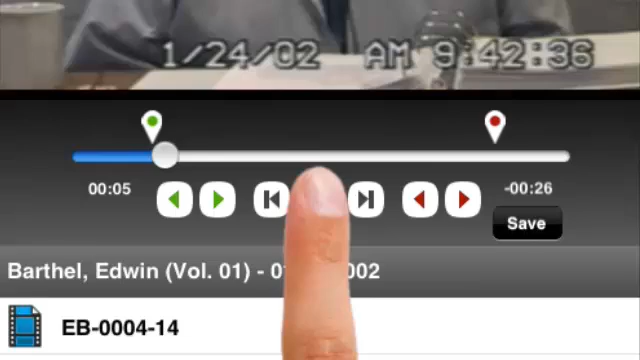 1/24/02 AM 9:42:36
00:05
-00:26
Save
Barthel, Edwin (Vol. 01) - 0 002
EB-0004-14